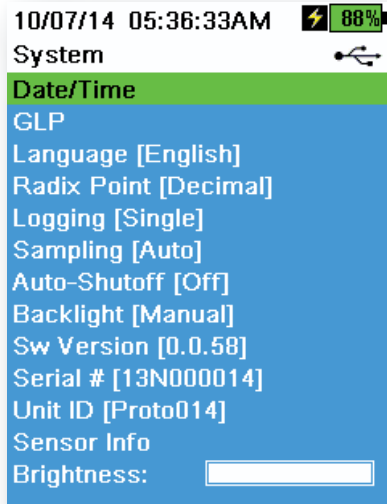 10/07/14 05:36:33AM 88%
System
Date/Time
GLP
Language [English]
Radix Point [Decimal]
Logging [Single]
Sampling [Auto]
Auto-Shutoff [Off]
Backlight [Manual]
Sw Version [0.0.58]
Serial # [13N000014]
Unit ID [Proto014]
Sensor Info
Brightness: